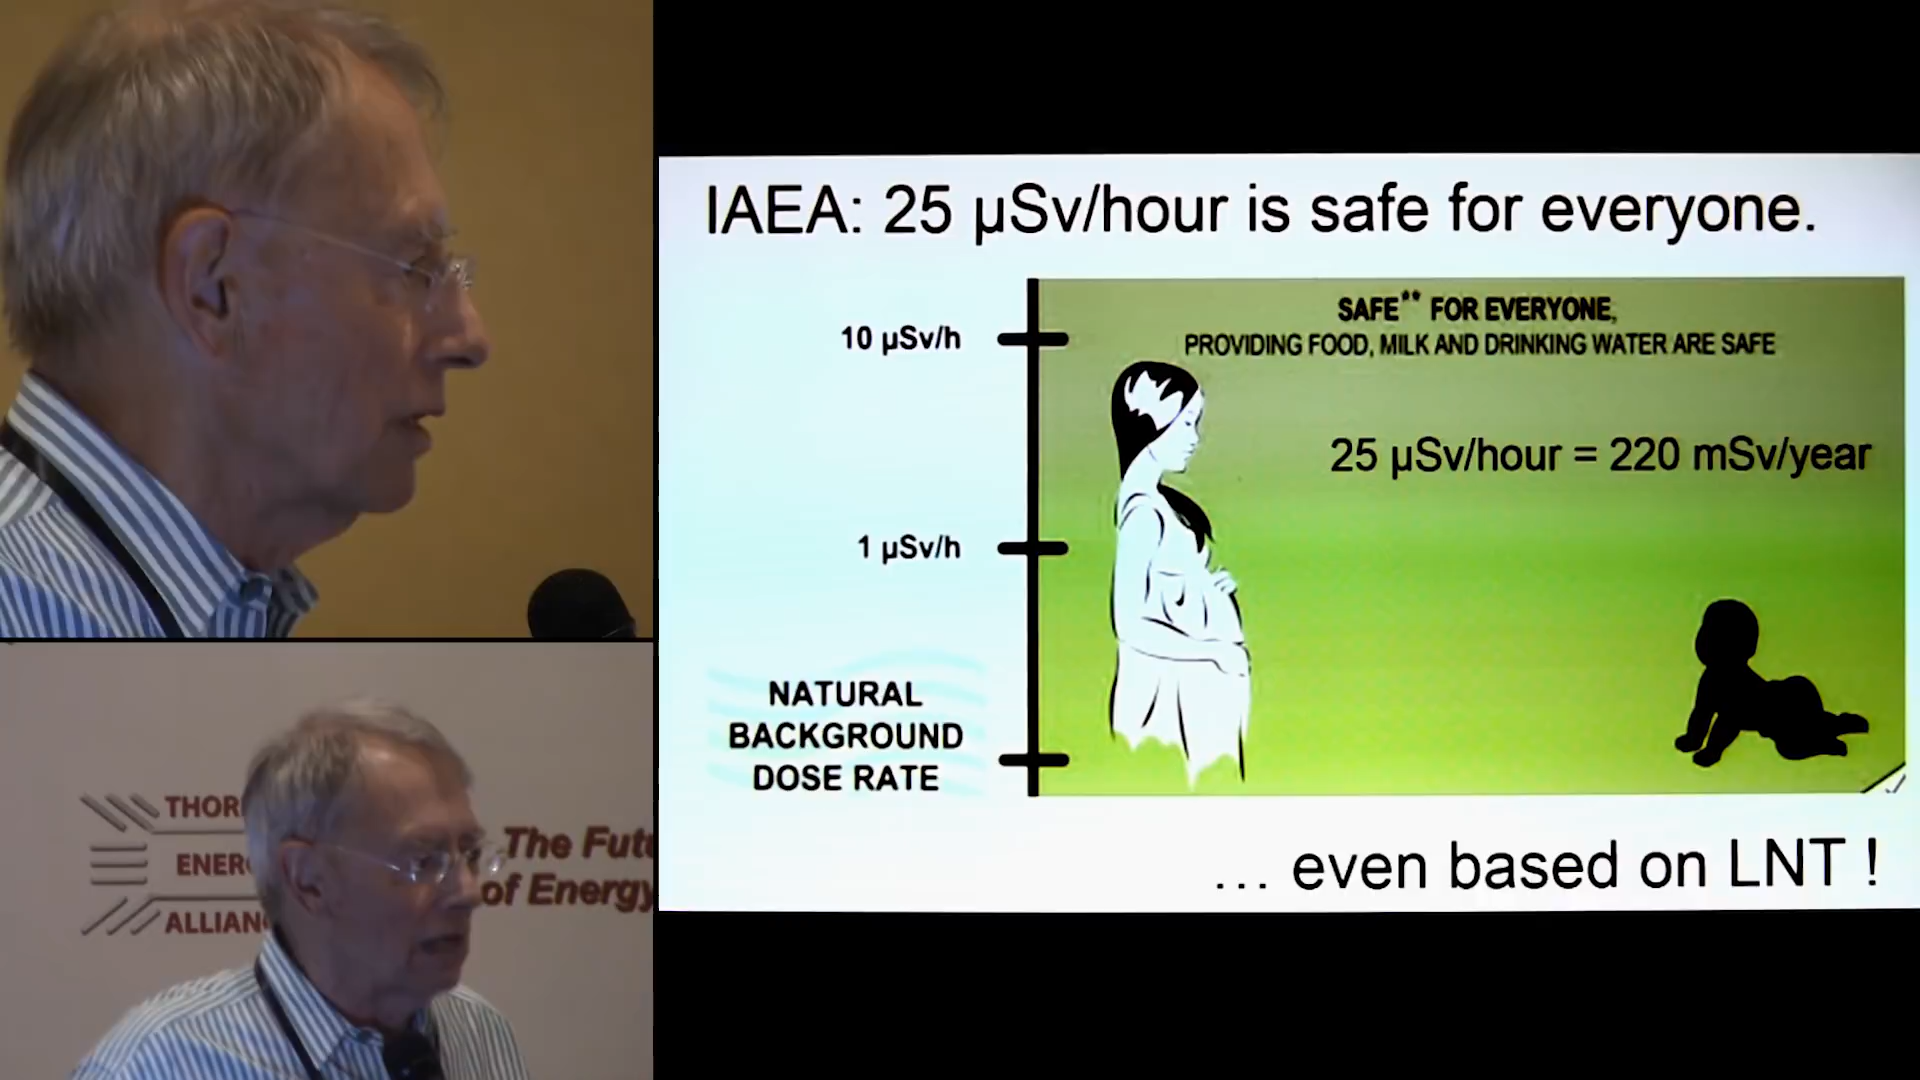 IAEA: 25 µSv/hour is safe for everyone.
SAFE** FOR EVERYONE,
PROVIDING FOOD, MILK AND DRINKING WATER ARE SAFE
10 µSv/h
25 µSv/hour = 220 mSv/year
1 µSv/h
NATURAL
BACKGROUND
DOSE RATE
... even based on LNT !
THOR
ENER
ALLIAN
The Futu
of Energy